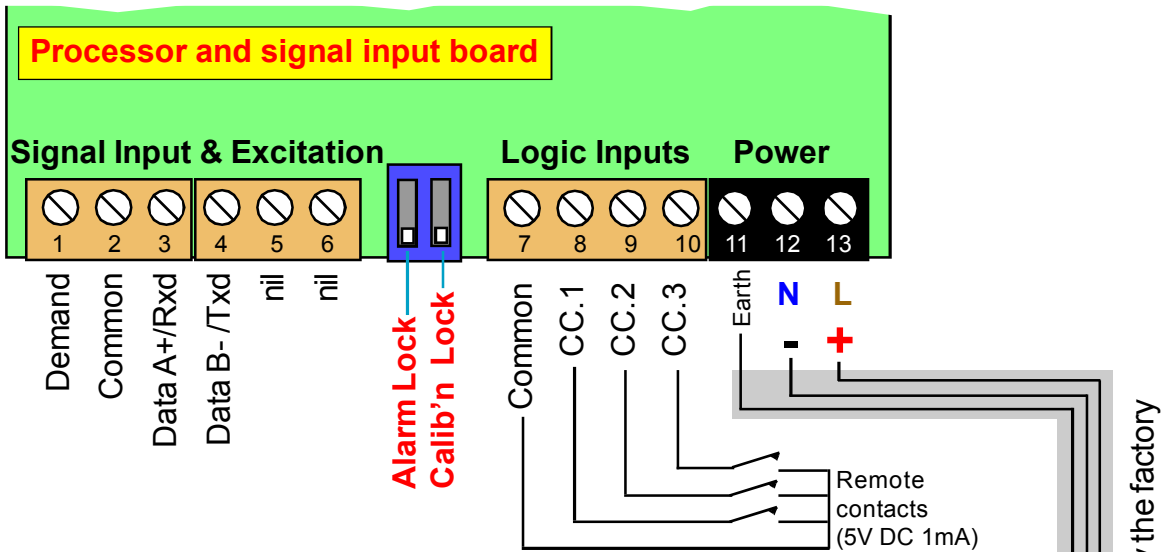 Processor and signal input board
Signal Input & Excitation
Logic Inputs
Power
1 2 3 4 5 6 7 8 9 10 11 12 13
Demand
Common
Data A+/Rxd
Data B- /Txd
nil
nil
Alarm Lock
Calib'n Lock
Common
CC.1
CC.2
CC.3
Earth
N
L
-
+
Remote
contacts
(5V DC 1mA)
the factory